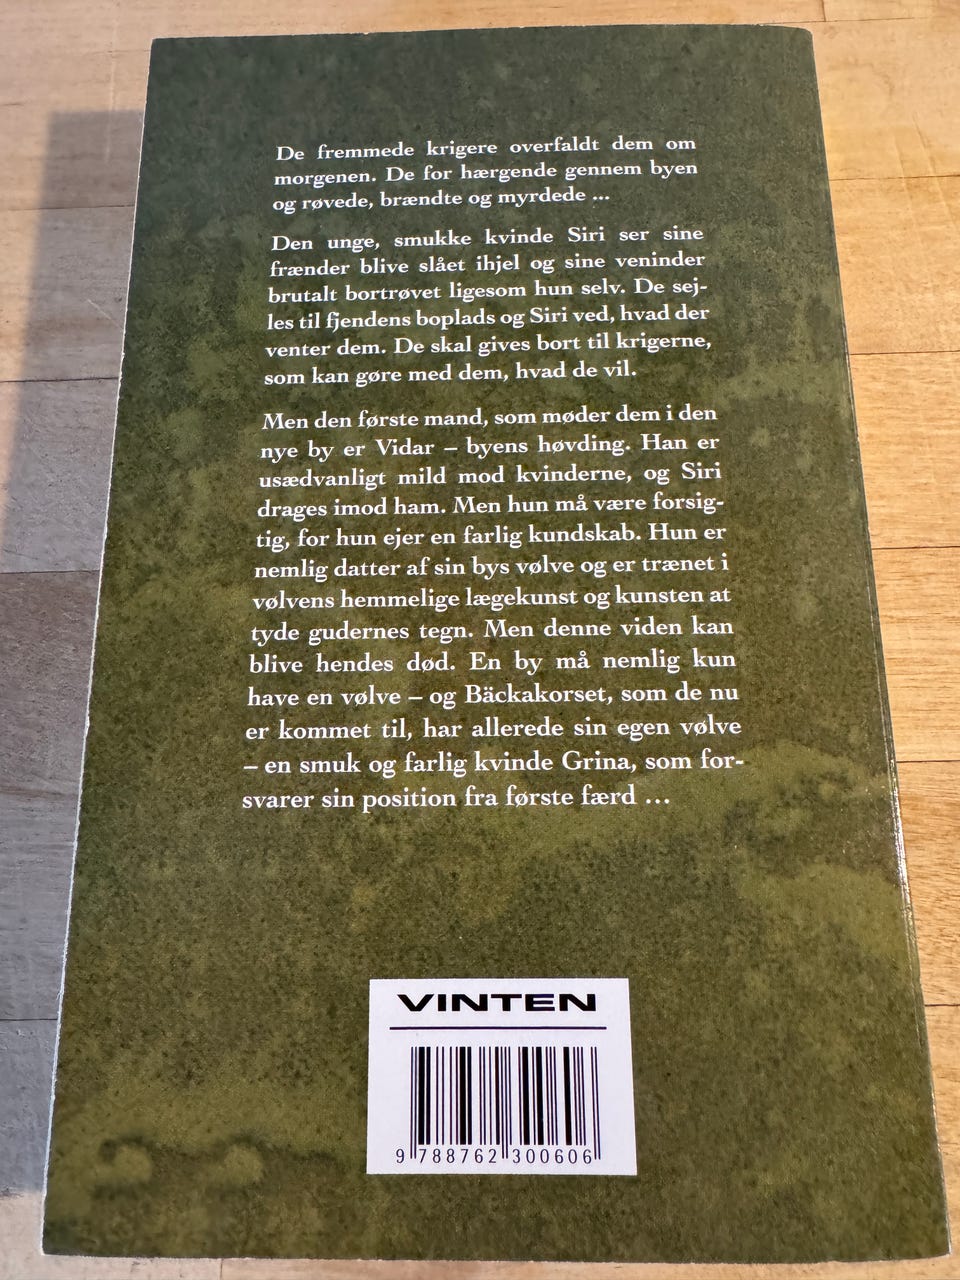 De fremmede krigere overfaldt dem om
morgenen. De for hærgende gennem byen
og røvede, brændte og myrdede ...
Den unge, smukke kvinde Siri ser sine
frænder blive slået ihjel og sine veninder
brutalt bortrøvet ligesom hun selv. De sej-
les til fjendens boplads og Siri ved, hvad der
venter dem. De skal gives bort til krigerne,
som kan gøre med dem, hvad de vil.
Men den første mand, som møder dem i den
nye by er Vidar – byens høvding. Han er
usædvanligt mild mod kvinderne, og Siri
drages imod ham. Men hun må være forsig-
tig, for hun ejer en farlig kundskab. Hun er
nemlig datter af sin bys vølve og er trænet i
vølvens hemmelige lægekunst og kunsten at
tyde gudernes tegn. Men denne viden kan
blive hendes død. En by må nemlig kun
have en vølve – og Bäckakorset, som de nu
er kommet til, har allerede sin egen vølve
– en smuk og farlig kvinde Grina, som for-
svarer sin position fra første færd ...
VINTEN
9 788762 300606